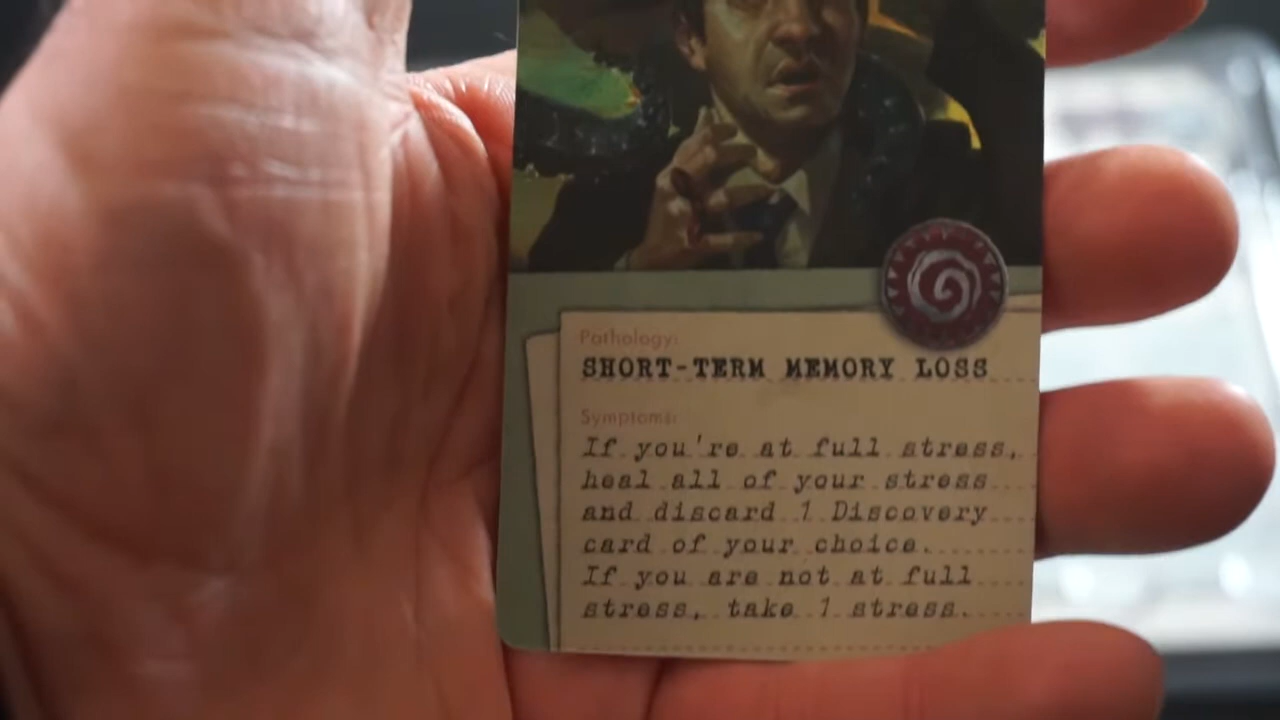 Pathology:
SHORT-TERM MEMORY LOSS
Symptoms:
If you're at full stress,
heal all of your stress
and discard 1 Discovery
card of your choice.
If you are not at full
stress, take 1 stress.